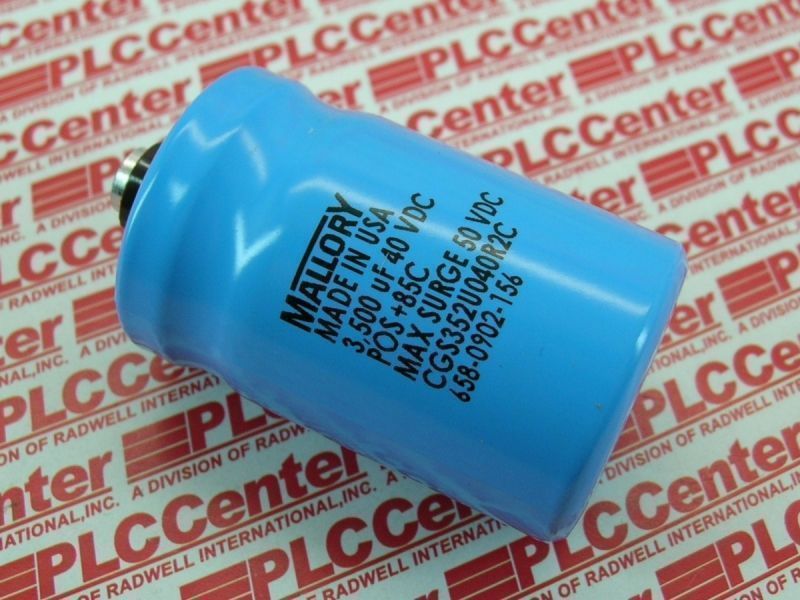 MALLORY
MADE IN USA
3,500 UF 40 VDC
POS +85C
MAX SURGE 50 VDC
CGS352U040R2C
658-0902-156
PLCCenter
A DIVISION OF RADWELL INTERNATIONAL, INC.